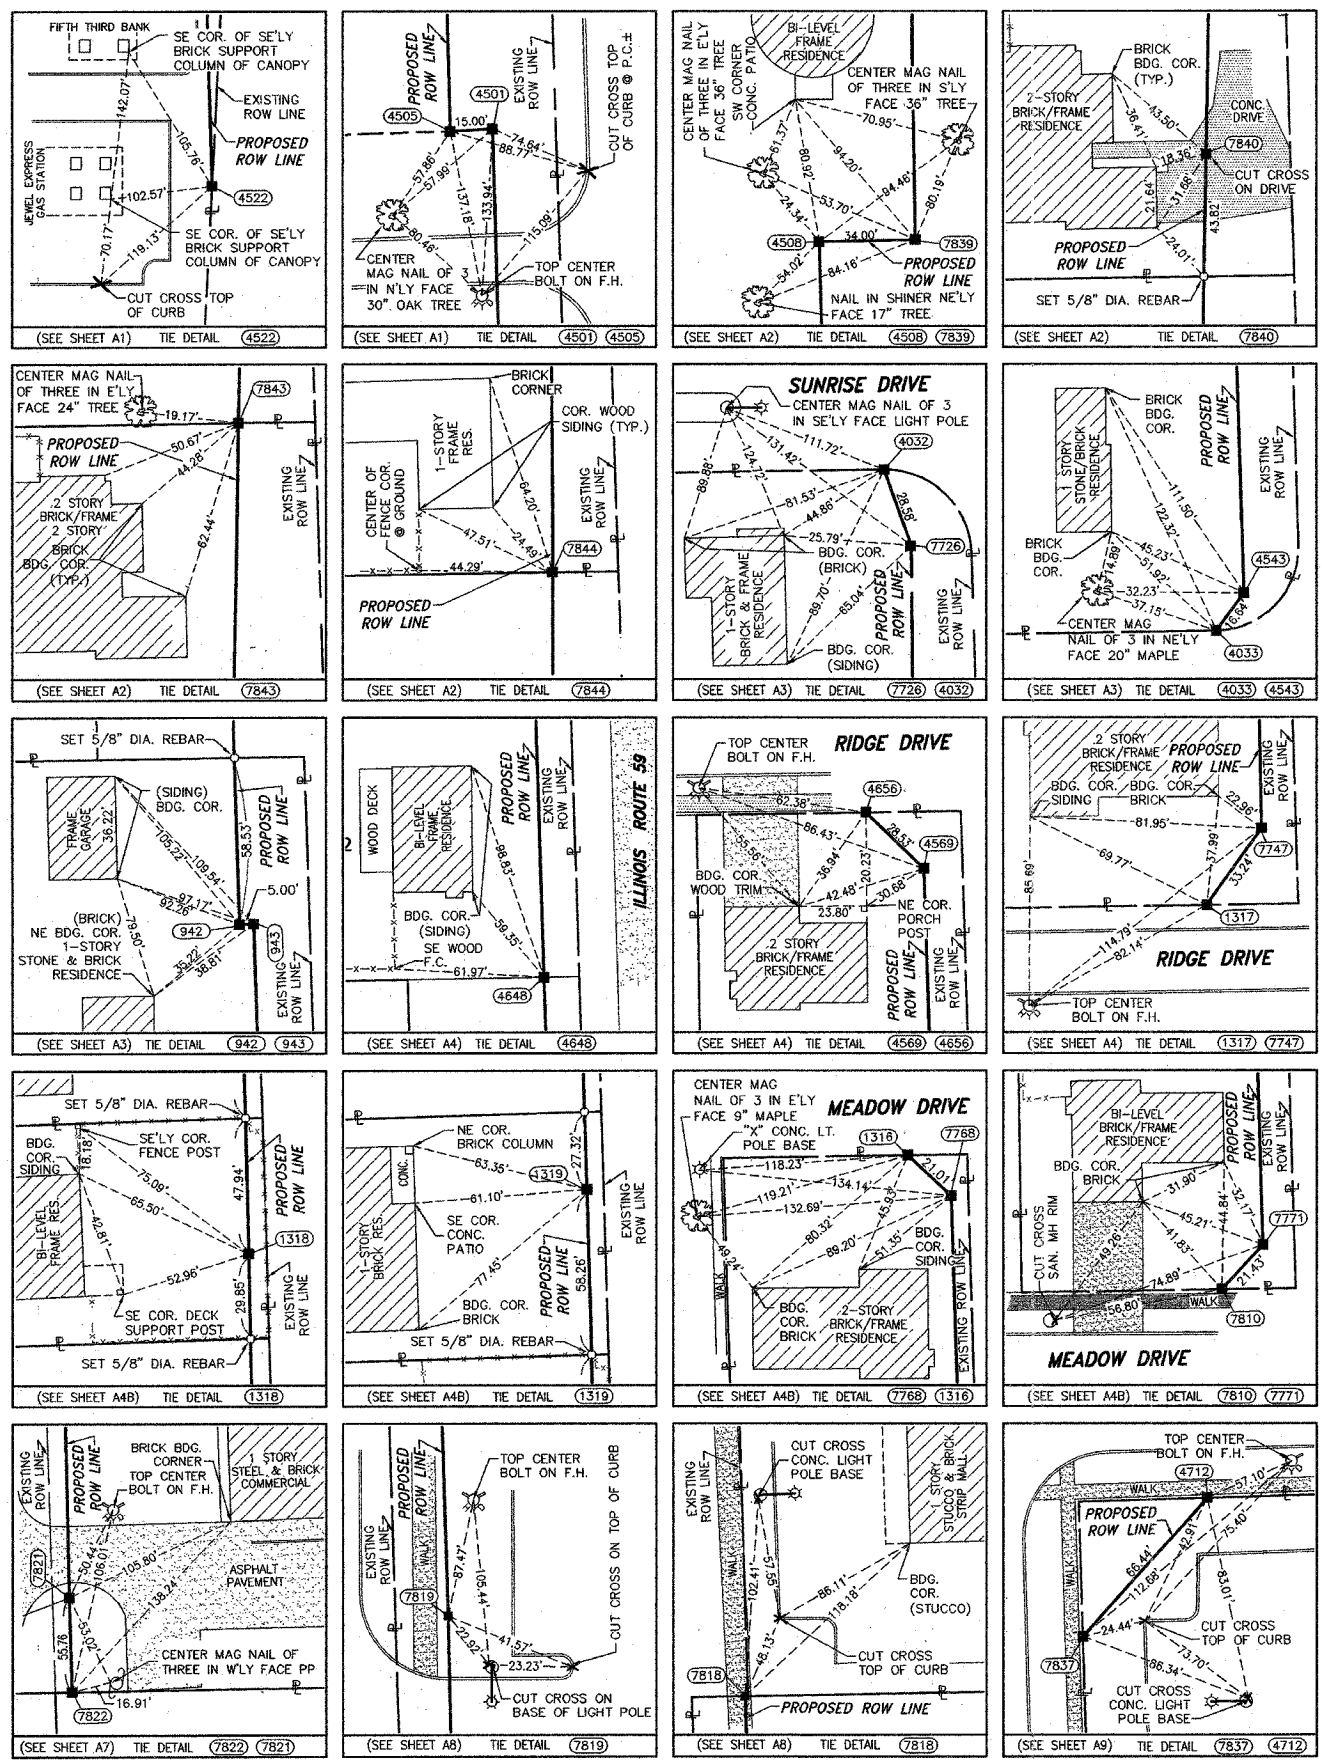 FIFTH THIRD BANK
SE COR. OF SE'LY
BRICK SUPPORT
COLUMN OF CANOPY
142.07'
EXISTING
ROW LINE
PROPOSED
ROW LINE
105.76'
JEWEL EXPRESS
GAS STATION
102.57'
4522
70.17'
119.13'
SE COR. OF SE'LY
BRICK SUPPORT
COLUMN OF CANOPY
CUT CROSS TOP
OF CURB
(SEE SHEET A1) TIE DETAIL 4522
PROPOSED
ROW LINE
EXISTING
ROW LINE
CUT CROSS TOP
OF CURB @ P.C.±
4501
4505
15.00'
74.64'
88.77'
57.86'
57.99'
137.18'
133.94'
115.09'
80.46'
CENTER
MAG NAIL OF 3
IN N'LY FACE
30" OAK TREE
TOP CENTER
BOLT ON F.H.
(SEE SHEET A1) TIE DETAIL 4501 4505
CENTER MAG NAIL
OF THREE IN E'LY
FACE 36" TREE
SW CORNER
CONC. PATIO
BI-LEVEL
FRAME
RESIDENCE
CENTER MAG NAIL
OF THREE IN S'LY
FACE 36" TREE
70.95'
61.37'
80.92'
94.20'
94.46'
80.19'
53.70'
24.34'
4508
34.00'
7839
54.02'
84.16'
PROPOSED
ROW LINE
NAIL IN SHINER NE'LY
FACE 17" TREE
(SEE SHEET A2) TIE DETAIL 4508 7839
BRICK
BDG. COR.
(TYP.)
2-STORY
BRICK/FRAME
RESIDENCE
CONC.
DRIVE
43.50'
36.41'
18.36'
7840
CUT CROSS
ON DRIVE
21.64'
31.68'
43.82
PROPOSED
ROW LINE
24.01'
SET 5/8" DIA. REBAR
(SEE SHEET A2) TIE DETAIL 7840
CENTER MAG NAIL
OF THREE IN E'LY
FACE 24" TREE
7843
19.17'
PROPOSED
ROW LINE
50.67'
44.28'
62.44'
EXISTING
ROW LINE
2 STORY
BRICK/FRAME
2 STORY
BRICK
BDG. COR.
(TYP.)
(SEE SHEET A2) TIE DETAIL 7843
BRICK
CORNER
COR. WOOD
SIDING (TYP.)
1-STORY
FRAME
RES.
CENTER OF
FENCE COR.
@ GROUND
64.20'
47.51'
24.49'
44.29'
7844
EXISTING
ROW LINE
PROPOSED
ROW LINE
(SEE SHEET A2) TIE DETAIL 7844
SUNRISE DRIVE
CENTER MAG NAIL OF 3
IN SE'LY FACE LIGHT POLE
4032
111.72'
131.42'
124.72'
89.88'
81.53'
44.86'
28.58'
25.79'
7726
BDG. COR.
(BRICK)
89.70'
65.04'
1-STORY
BRICK & FRAME
RESIDENCE
PROPOSED
ROW LINE
EXISTING
ROW LINE
BDG. COR.
(SIDING)
(SEE SHEET A3) TIE DETAIL 7726 4032
BRICK
BDG.
COR.
1 STORY
STONE/BRICK
RESIDENCE
PROPOSED
ROW LINE
EXISTING
ROW LINE
111.50'
122.32'
BRICK
BDG.
COR.
14.89
45.23'
51.92'
32.23'
37.15'
16.64'
4543
4033
CENTER MAG
NAIL OF 3 IN NE'LY
FACE 20" MAPLE
(SEE SHEET A3) TIE DETAIL 4033 4543
SET 5/8" DIA. REBAR
(SIDING)
BDG. COR.
FRAME
GARAGE
36.22'
105.22'
109.54'
58.53'
PROPOSED
ROW LINE
5.00'
97.17'
92.26'
79.50'
(BRICK)
NE BDG. COR.
1-STORY
STONE & BRICK
RESIDENCE
942
943
35.22'
38.81'
EXISTING
ROW LINE
(SEE SHEET A3) TIE DETAIL 942 943
WOOD DECK
BI-LEVEL
FRAME
RESIDENCE
PROPOSED
ROW LINE
EXISTING
ROW LINE
ILLINOIS ROUTE 59
98.83'
BDG. COR.
(SIDING)
SE WOOD
F.C.
59.35'
61.97'
4648
(SEE SHEET A4) TIE DETAIL 4648
TOP CENTER
BOLT ON F.H.
RIDGE DRIVE
4656
62.38'
86.43'
55.56'
28.53'
36.94'
20.23'
4569
BDG. COR.
WOOD TRIM
42.48'
30.68'
23.80'
NE COR.
PORCH
POST
2 STORY
BRICK/FRAME
RESIDENCE
PROPOSED
ROW LINE
EXISTING
ROW LINE
(SEE SHEET A4) TIE DETAIL 4569 4656
2 STORY
BRICK/FRAME
RESIDENCE
PROPOSED
ROW LINE
EXISTING
ROW LINE
BDG. COR.
SIDING
BDG. COR.
BRICK
22.96'
81.95'
37.99'
7747
69.77'
33.24'
85.69'
1317
114.79'
82.14'
RIDGE DRIVE
TOP CENTER
BOLT ON F.H.
(SEE SHEET A4) TIE DETAIL 1317 7747
SET 5/8" DIA. REBAR
BDG.
COR.
SIDING
18.18'
SE'LY COR.
FENCE POST
75.09'
65.50'
47.94'
PROPOSED
ROW LINE
BI-LEVEL
FRAME RES.
42.81'
1318
52.96'
29.85'
EXISTING
ROW LINE
SE COR. DECK
SUPPORT POST
SET 5/8" DIA. REBAR
(SEE SHEET A4B) TIE DETAIL 1318
NE COR.
BRICK COLUMN
27.32'
CONC.
63.35'
1319
61.10'
EXISTING
ROW LINE
SE COR.
CONC.
PATIO
1-STORY
BRICK RES.
77.45'
PROPOSED
ROW LINE
58.26'
BDG. COR.
BRICK
SET 5/8" DIA. REBAR
(SEE SHEET A4B) TIE DETAIL 1319
CENTER MAG
NAIL OF 3 IN E'LY
FACE 9" MAPLE
MEADOW DRIVE
"X" CONC. LT.
POLE BASE
1316
7768
118.23'
21.01'
119.21'
134.14'
132.69'
45.93'
80.32'
89.20'
51.35'
49.24'
BDG.
COR.
SIDING
WALK
BDG.
COR.
BRICK
2-STORY
BRICK/FRAME
RESIDENCE
EXISTING ROW LINE
(SEE SHEET A4B) TIE DETAIL 7768 1316
BI-LEVEL
BRICK/FRAME
RESIDENCE
PROPOSED
ROW LINE
EXISTING
ROW LINE
BDG. COR.
BRICK
31.90'
32.17'
44.84'
45.21'
41.83'
7771
CUT CROSS
SAN. MH RIM
49.26'
74.89'
21.43'
56.80
WALK
7810
MEADOW DRIVE
(SEE SHEET A4B) TIE DETAIL 7810 7771
EXISTING
ROW LINE
PROPOSED
ROW LINE
BRICK BDG.
CORNER
TOP CENTER
BOLT ON F.H.
1 STORY
STEEL & BRICK
COMMERCIAL
7821
50.44'
106.01'
105.80'
138.24'
ASPHALT
PAVEMENT
55.76
53.02'
CENTER MAG NAIL OF
THREE IN W'LY FACE PP
16.91'
7822
(SEE SHEET A7) TIE DETAIL 7822 7821
PROPOSED
ROW LINE
TOP CENTER
BOLT ON F.H.
EXISTING
ROW LINE
WALK
87.47'
105.44'
CUT CROSS ON TOP OF CURB
7819
22.92'
41.57'
23.23'
CUT CROSS ON
BASE OF LIGHT POLE
(SEE SHEET A8) TIE DETAIL 7819
EXISTING
ROW LINE
CUT CROSS
CONC. LIGHT
POLE BASE
1 STORY
STUCCO & BRICK
STRIP MALL
WALK
102.41'
57.55'
86.11'
118.18'
BDG.
COR.
(STUCCO)
48.13'
CUT CROSS
TOP OF CURB
7818
PROPOSED ROW LINE
(SEE SHEET A8) TIE DETAIL 7818
TOP CENTER
BOLT ON F.H.
4712
57.10'
WALK
PROPOSED
ROW LINE
42.91'
75.40'
66.44'
112.68'
83.01'
WALK
24.44'
CUT CROSS
TOP OF CURB
7837
86.34'
73.70'
CUT CROSS
CONC. LIGHT
POLE BASE
(SEE SHEET A9) TIE DETAIL 7837 4712